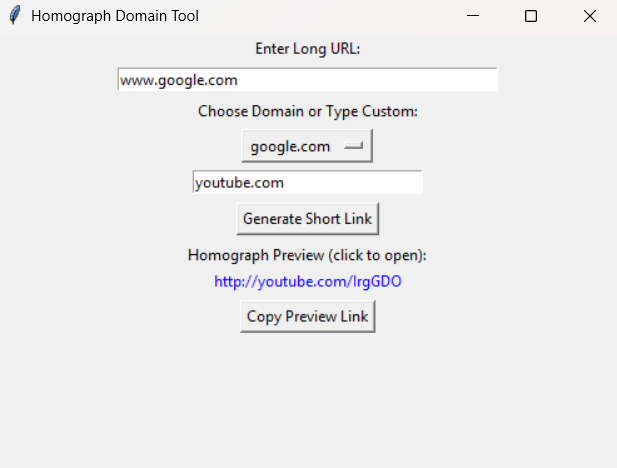 Homograph Domain Tool
Enter Long URL:
www.google.com
Choose Domain or Type Custom:
google.com
youtube.com
Generate Short Link
Homograph Preview (click to open):
http://youtube.com/lrgGDO
Copy Preview Link